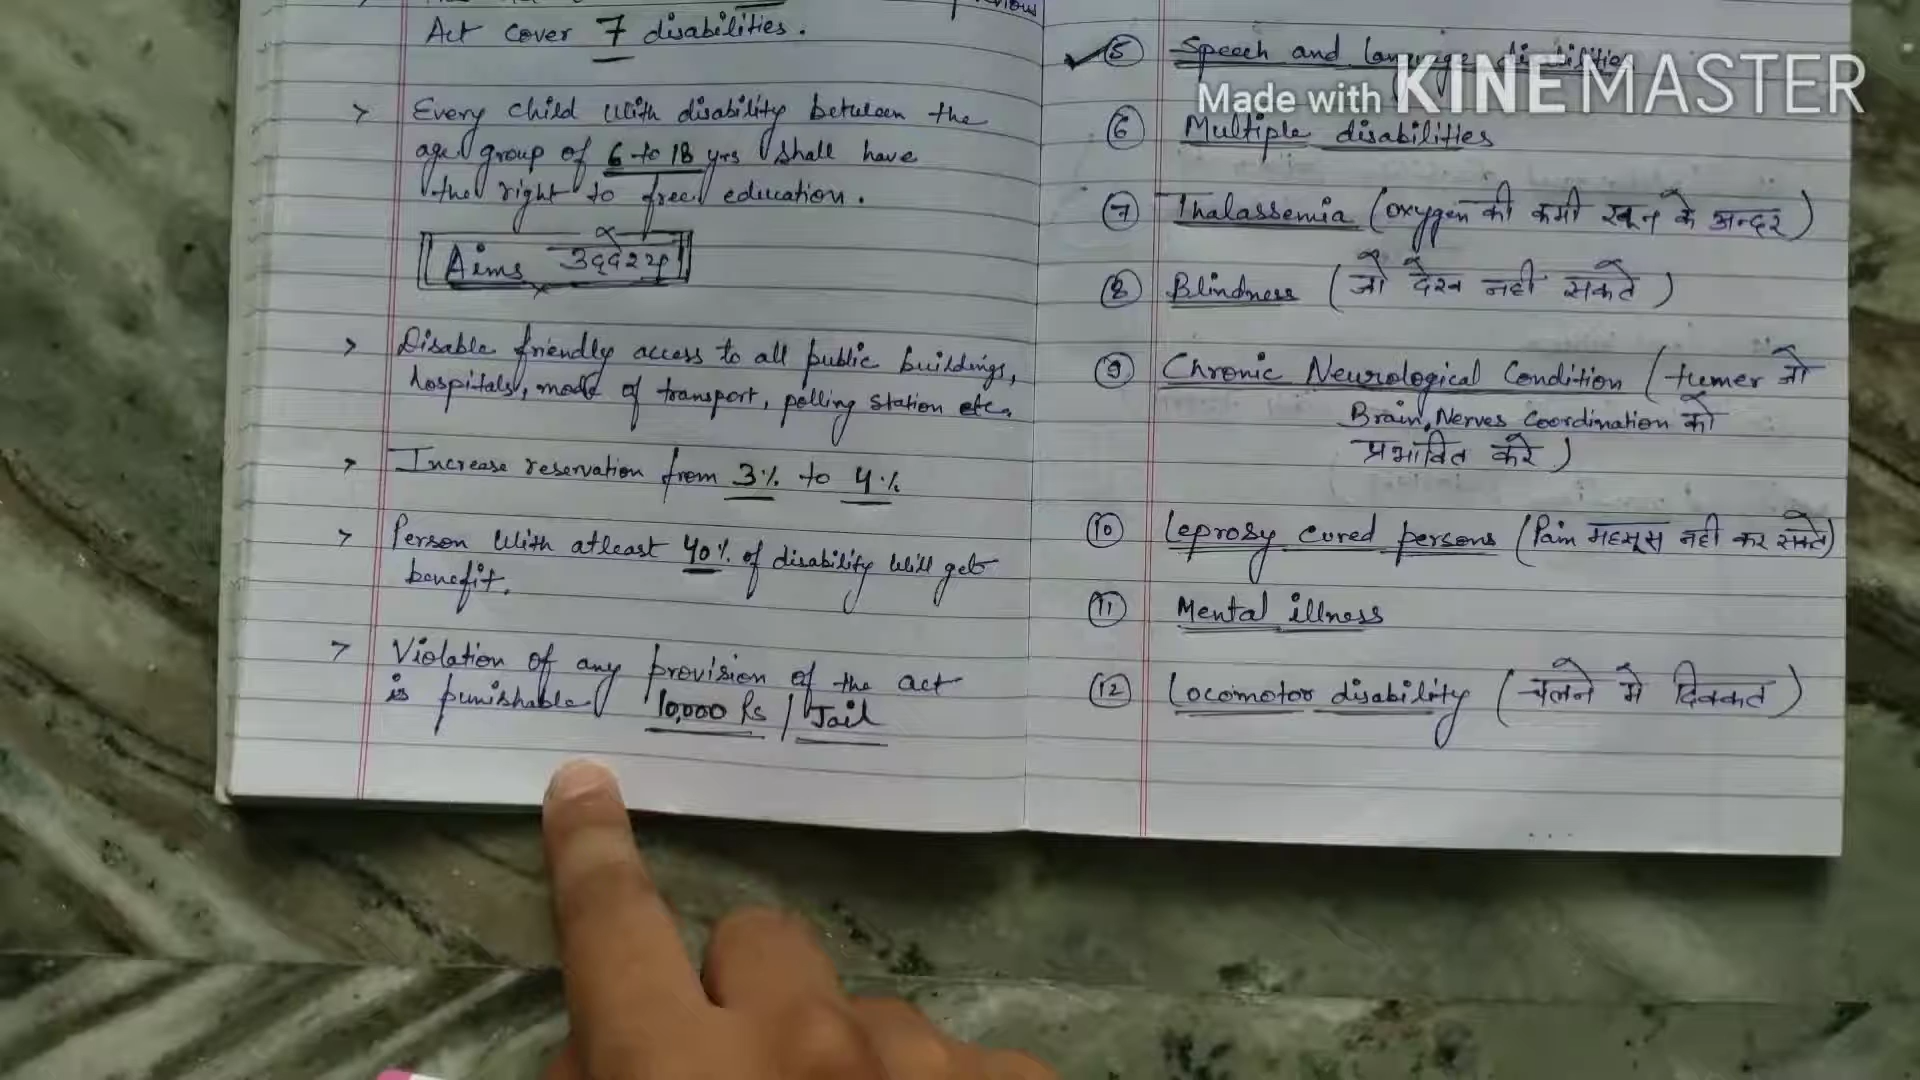 Act cover 7 disabilities.
> Every child with disability between the
age group of 6 to 18 yrs shall have
the right to free education.
Aims उद्देश्य
> Disable friendly access to all public buildings,
hospitals, mode of transport, polling station etc.
> Increase reservation from 3% to 4%
> Person with atleast 40% of disability will get
benefit.
> Violation of any provision of the act
is punishable 10,000 Rs / Jail
5 Speech and language disabilities
Made with KINEMASTER
6 Multiple disabilities
7 Thalassemia (oxygen की कमी खून के अन्दर)
8 Blindness (जो देख नही सकते)
9 Chronic Neurological Condition (tumer जो
Brain, Nerves Coordination को
प्रभावित करे)
10 Leprosy cured persons (Pain महसूस नही कर सकते)
11 Mental illness
12 Locomotor disability (चलने मे दिक्कत)